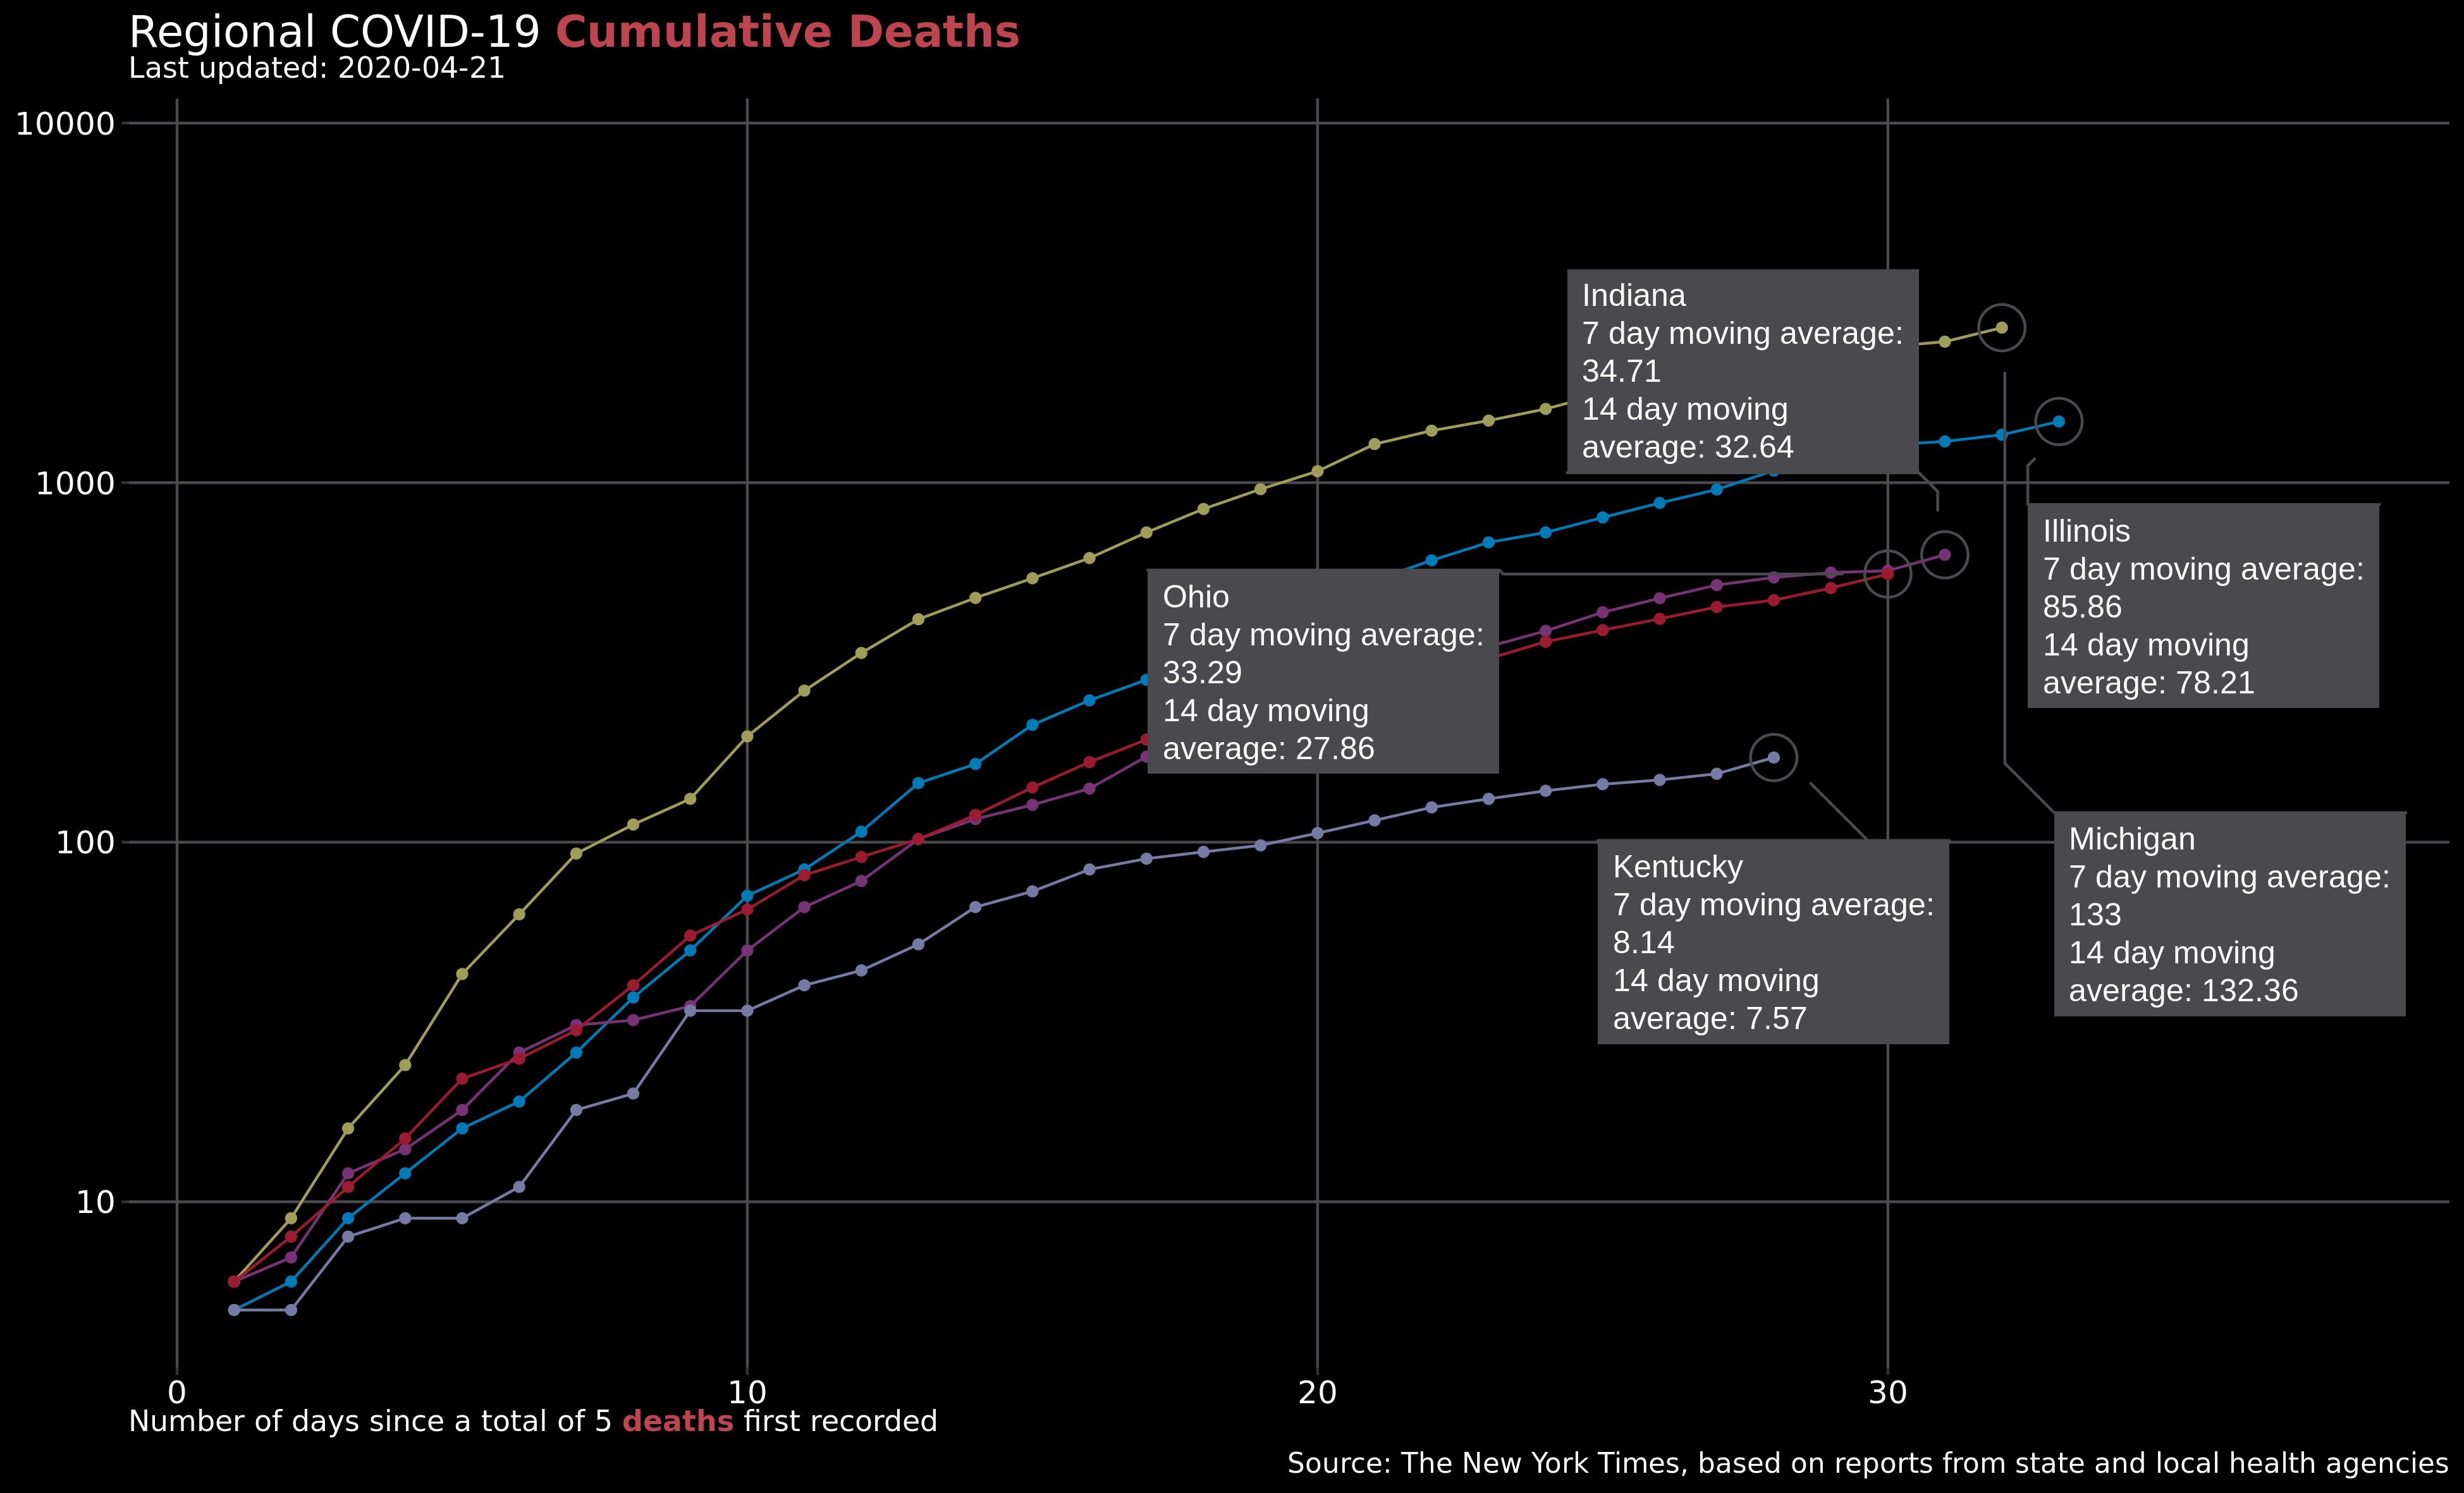 Regional COVID-19 Cumulative Deaths
Last updated: 2020-04-21
10000
1000
100
10
Indiana
7 day moving average:
34.71
14 day moving
average: 32.64
Illinois
7 day moving average:
85.86
14 day moving
average: 78.21
Ohio
7 day moving average:
33.29
14 day moving
average: 27.86
Michigan
7 day moving average:
133
14 day moving
average: 132.36
Kentucky
7 day moving average:
8.14
14 day moving
average: 7.57
0 10 20 30
Number of days since a total of 5 deaths first recorded
Source: The New York Times, based on reports from state and local health agencies